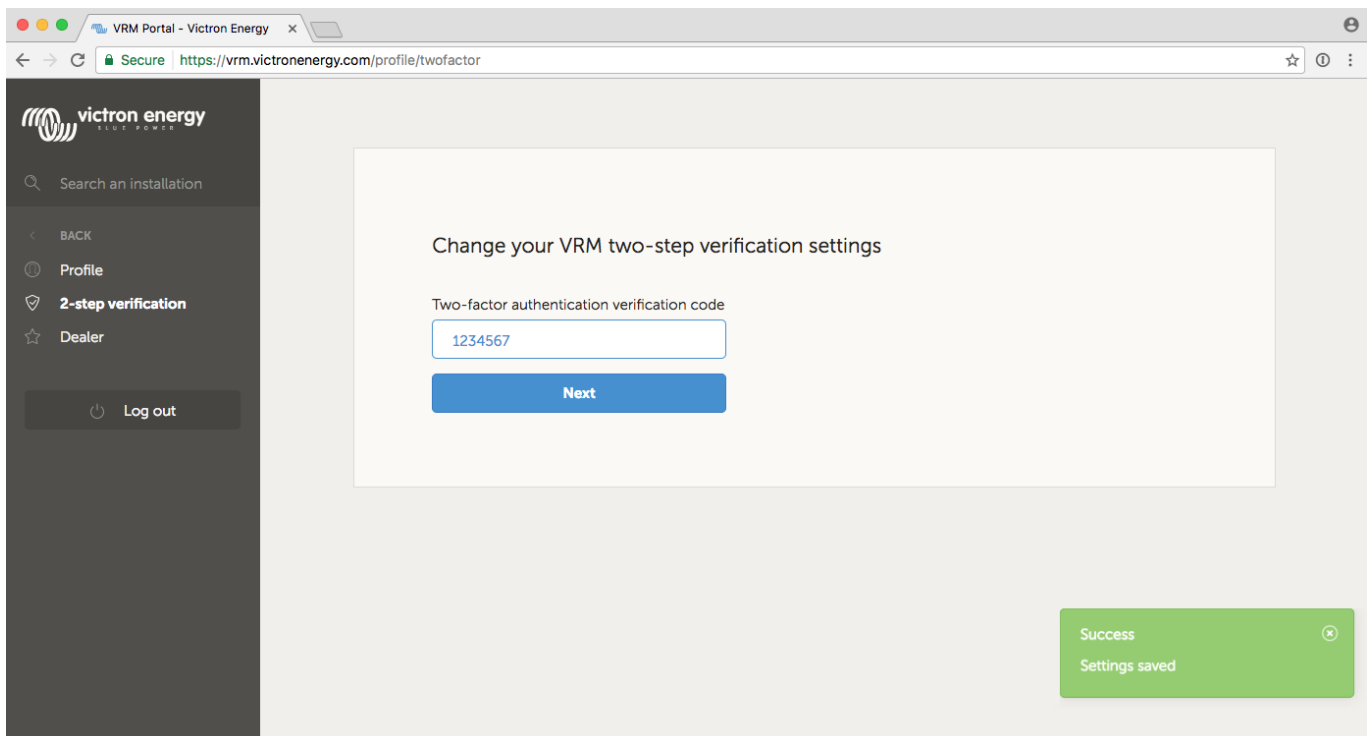 VRM Portal - Victron Energy
Secure https://vrm.victronenergy.com/profile/twofactor
victron energy
BLUE POWER
Search an installation
BACK
Profile
2-step verification
Dealer
Log out
Change your VRM two-step verification settings
Two-factor authentication verification code
1234567
Next
Success
Settings saved